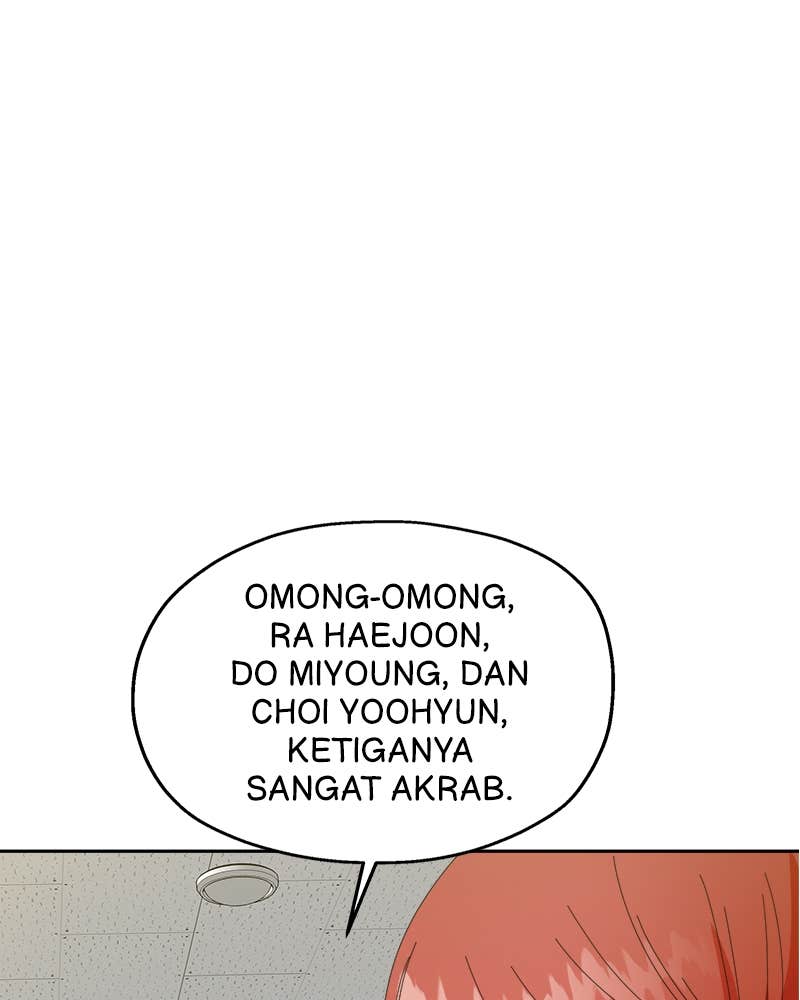 OMONG-OMONG,
RA HAEJOON,
DO MIYOUNG, DAN
CHOI YOOHYUN,
KETIGANYA
SANGAT AKRAB.